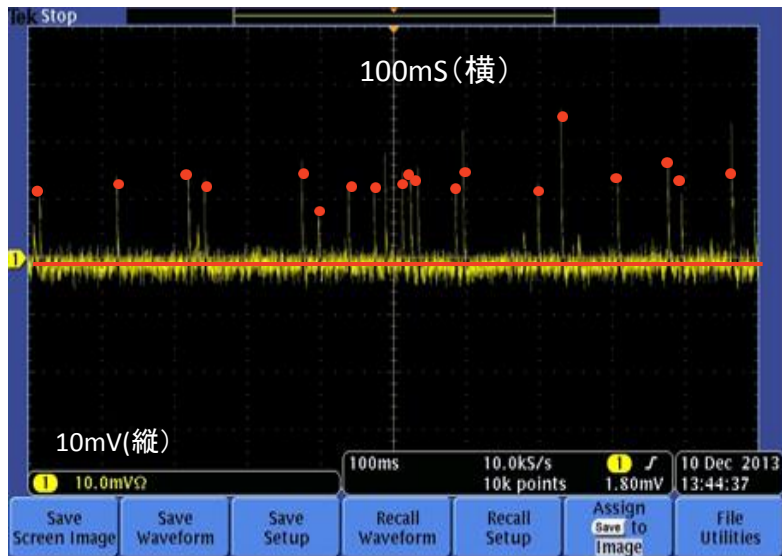 Tek Stop
100mS（横）
1
10mV(縦）
1 10.0mVΩ
100ms 10.0kS/s 1 10 Dec 2013
10k points 1.80mV 13:44:37
Save Screen Image
Save Waveform
Save Setup
Recall Waveform
Recall Setup
Assign Save to Image
File Utilities